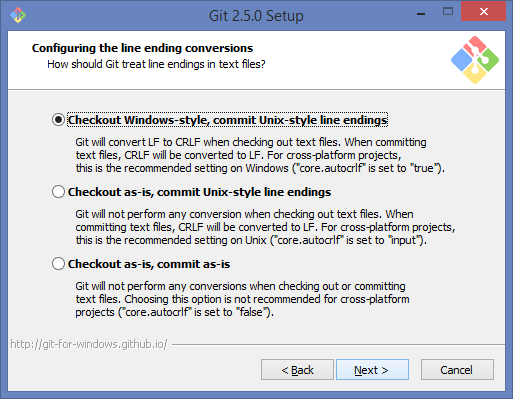 Git 2.5.0 Setup
Configuring the line ending conversions
How should Git treat line endings in text files?
Checkout Windows-style, commit Unix-style line endings
Git will convert LF to CRLF when checking out text files. When committing
text files, CRLF will be converted to LF. For cross-platform projects,
this is the recommended setting on Windows ("core.autocrlf" is set to "true").
Checkout as-is, commit Unix-style line endings
Git will not perform any conversion when checking out text files. When
committing text files, CRLF will be converted to LF. For cross-platform projects,
this is the recommended setting on Unix ("core.autocrlf" is set to "input").
Checkout as-is, commit as-is
Git will not perform any conversions when checking out or committing
text files. Choosing this option is not recommended for cross-platform
projects ("core.autocrlf" is set to "false").
http://git-for-windows.github.io/
< Back Next > Cancel